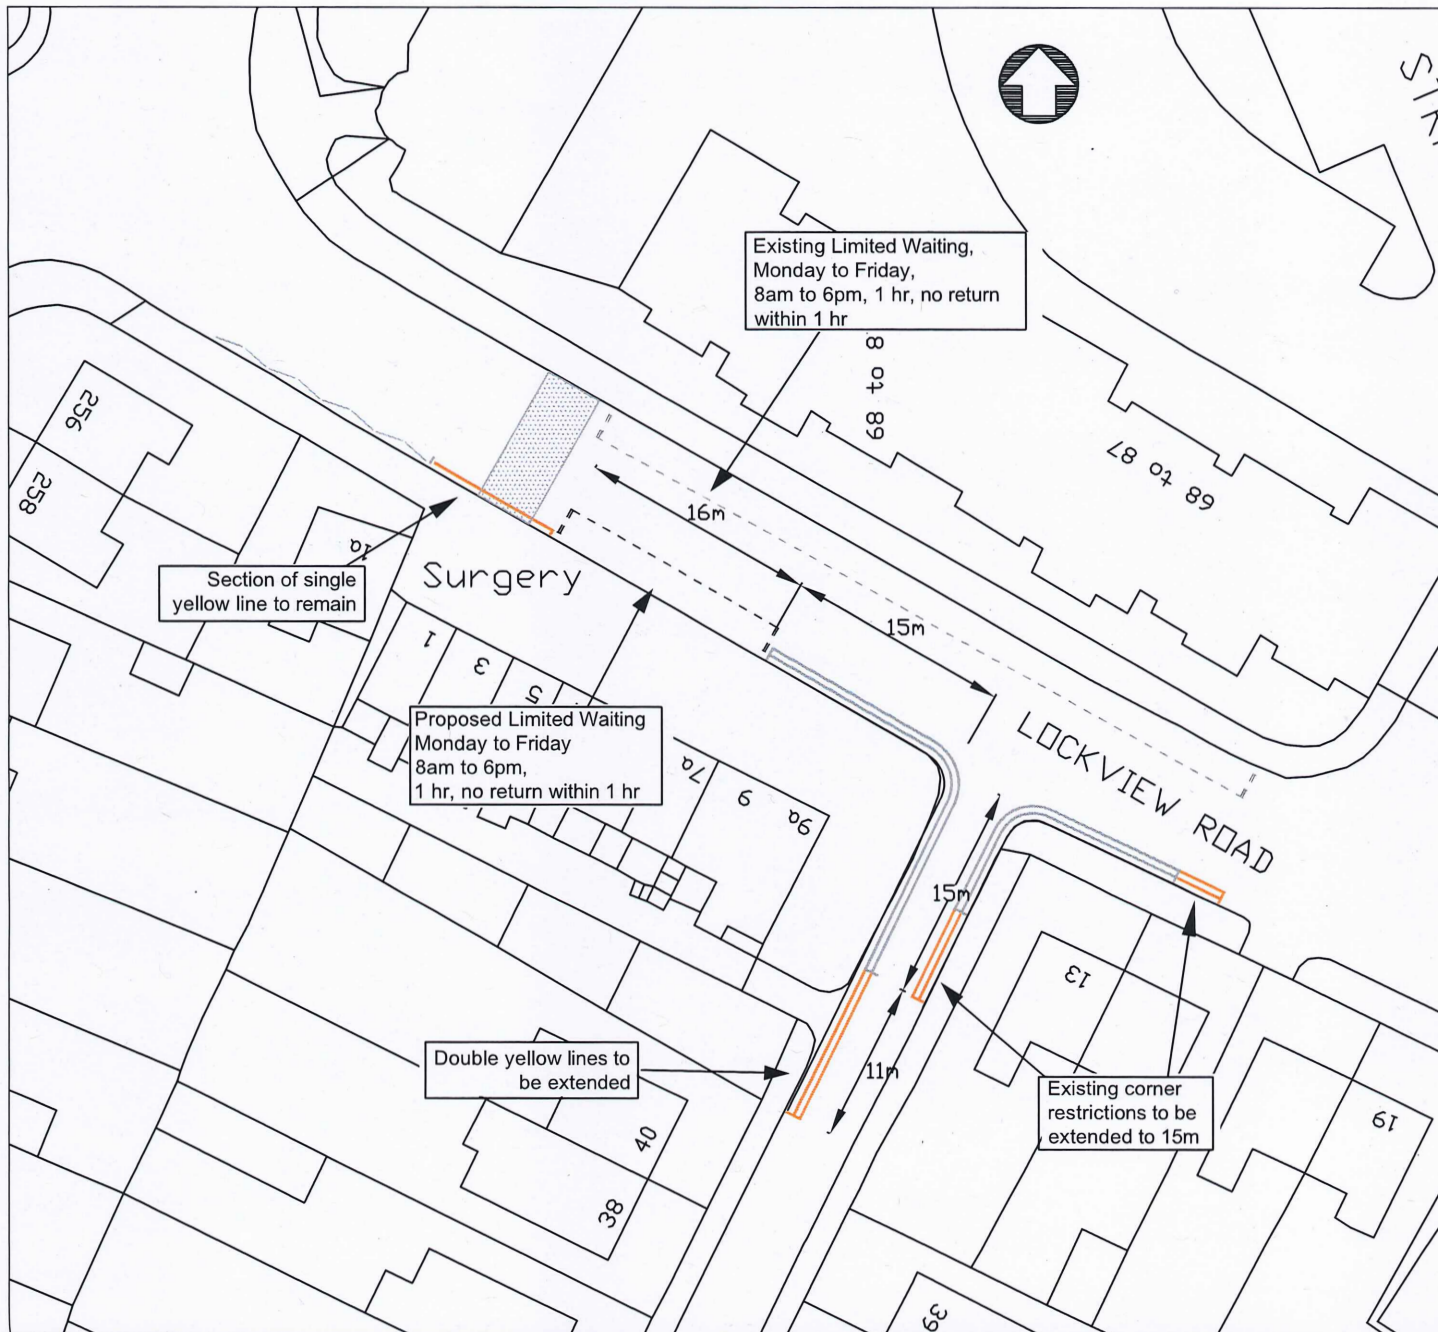 Existing Limited Waiting,
Monday to Friday,
8am to 6pm, 1 hr, no return
within 1 hr
68 to 8
68 to 87
256
258
1a
16m
Surgery
Section of single
yellow line to remain
15m
1
3
5
Proposed Limited Waiting
Monday to Friday
8am to 6pm,
1 hr, no return within 1 hr
7a
9
9a
LOCKVIEW ROAD
15m
13
Double yellow lines to
be extended
11m
Existing corner
restrictions to be
extended to 15m
19
40
38
39